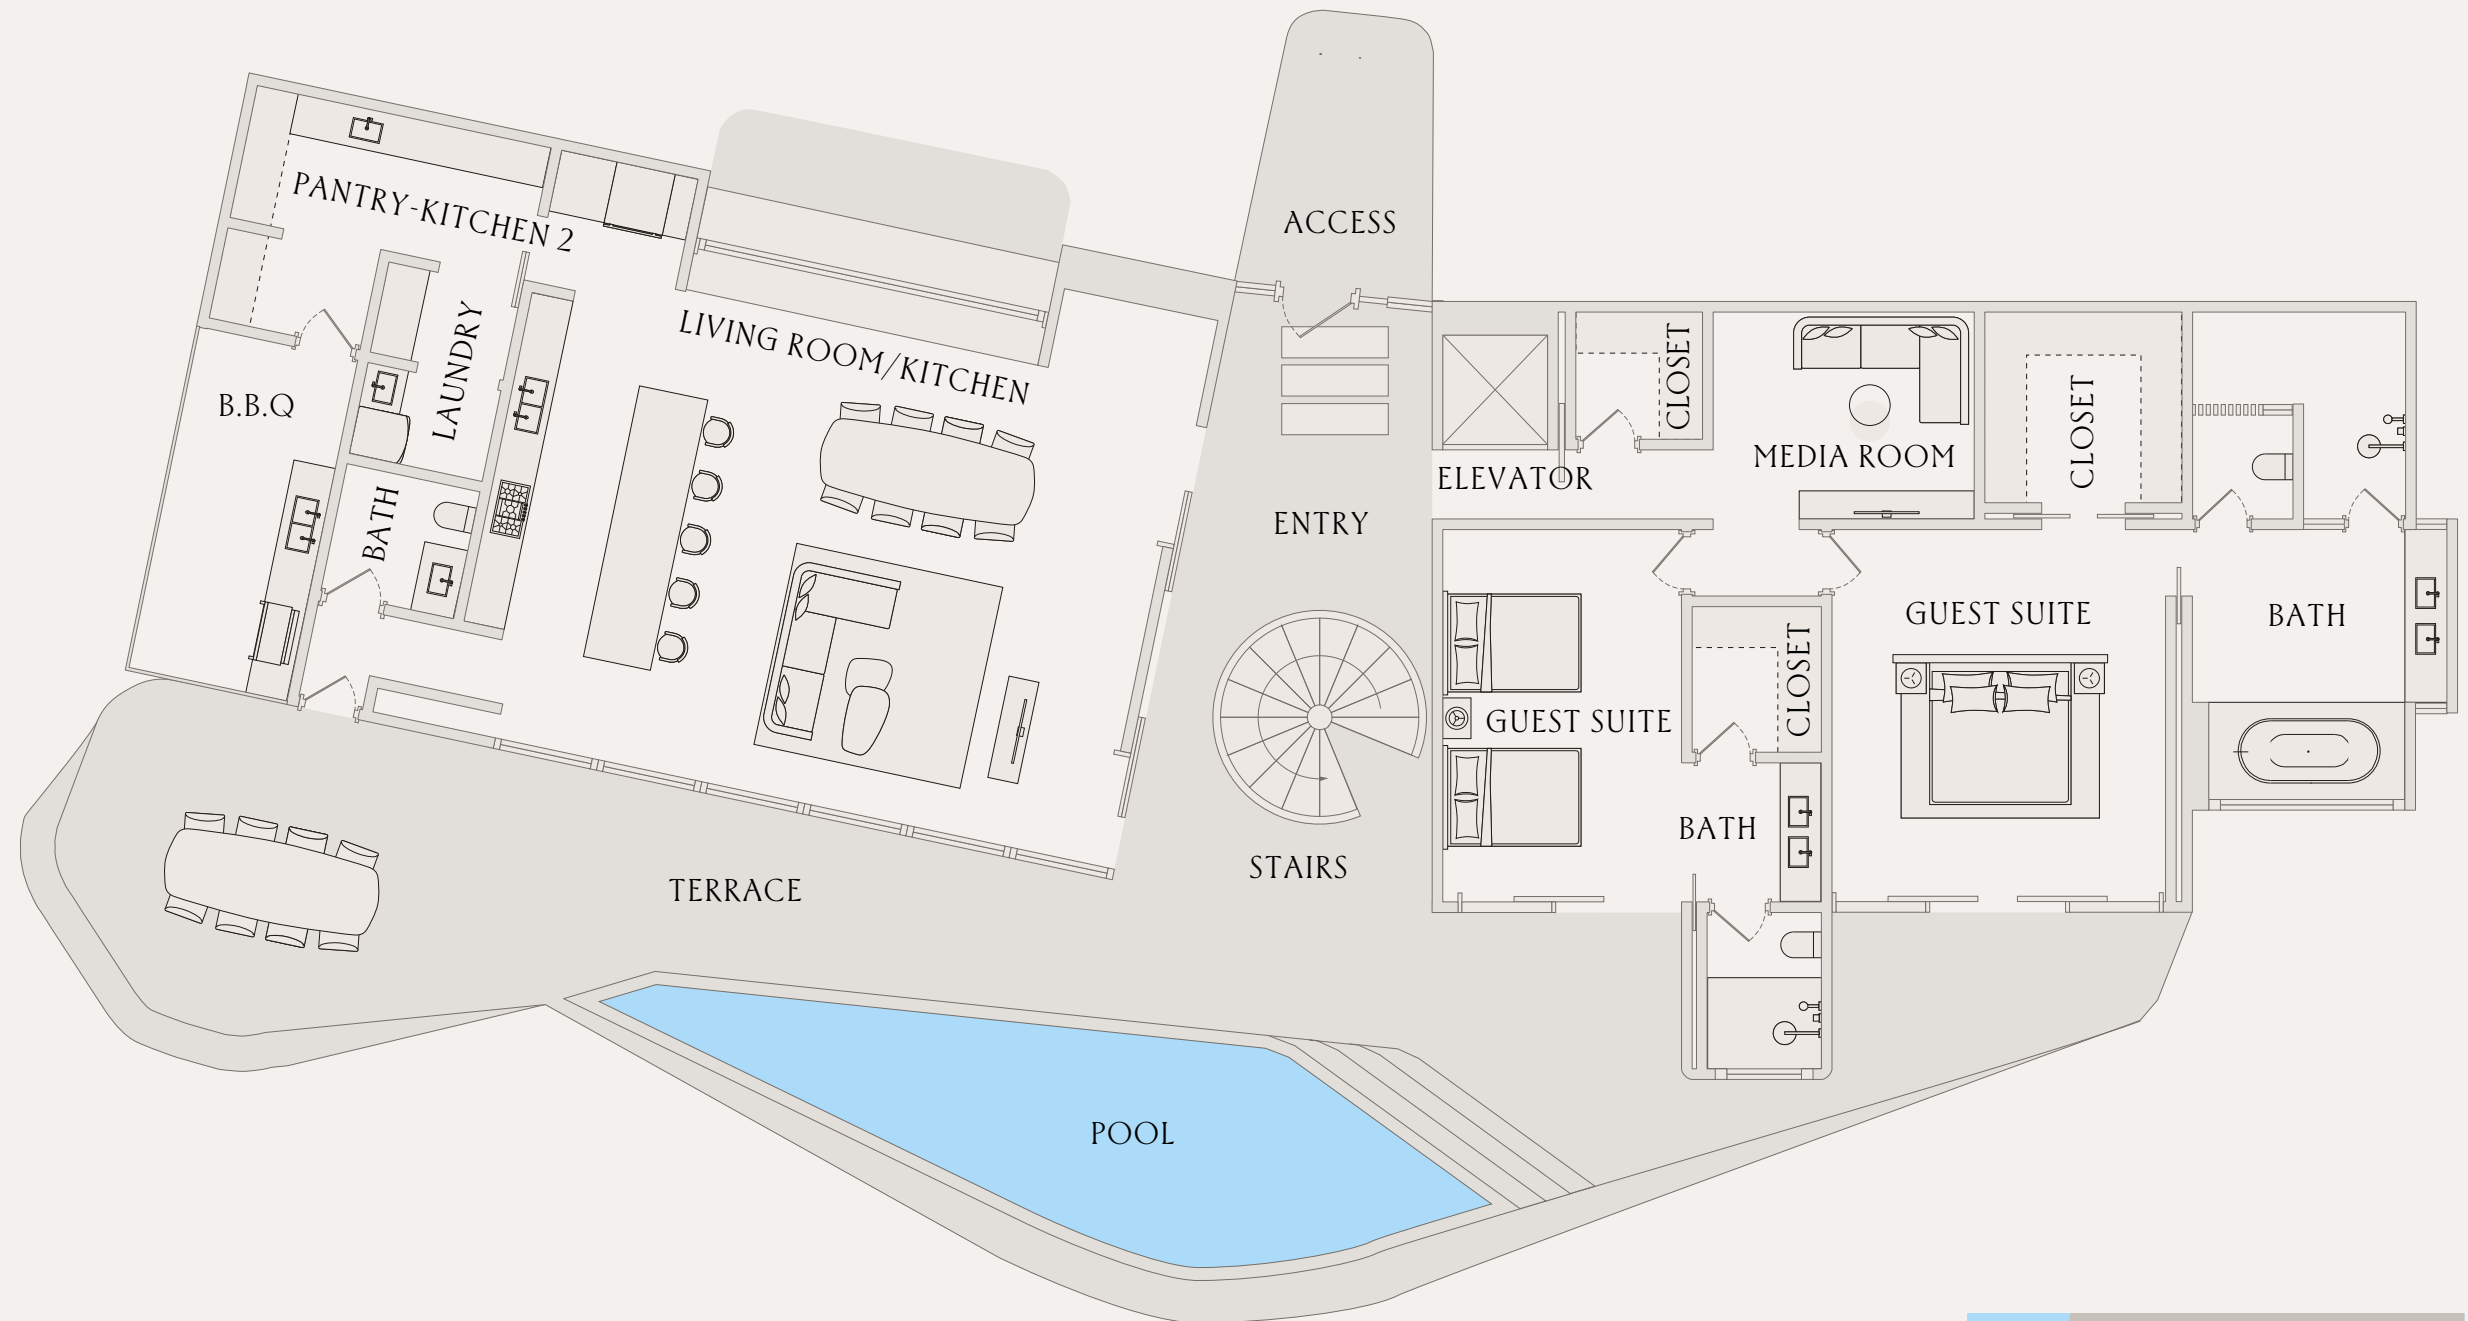 ACCESS
PANTRY-KITCHEN 2
LIVING ROOM/KITCHEN
LAUNDRY
B.B.Q
BATH
CLOSET
MEDIA ROOM
CLOSET
ELEVATOR
ENTRY
GUEST SUITE
BATH
CLOSET
GUEST SUITE
BATH
STAIRS
TERRACE
POOL